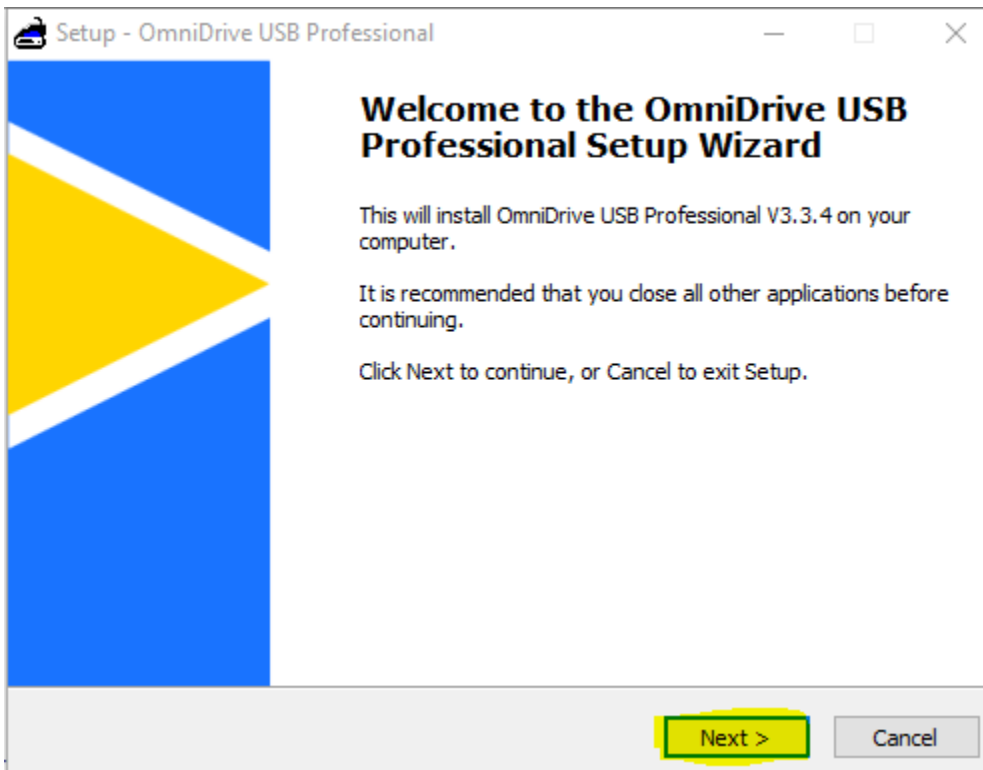 Setup - OmniDrive USB Professional
Welcome to the OmniDrive USB
Professional Setup Wizard
This will install OmniDrive USB Professional V3.3.4 on your
computer.
It is recommended that you close all other applications before
continuing.
Click Next to continue, or Cancel to exit Setup.
Next >
Cancel